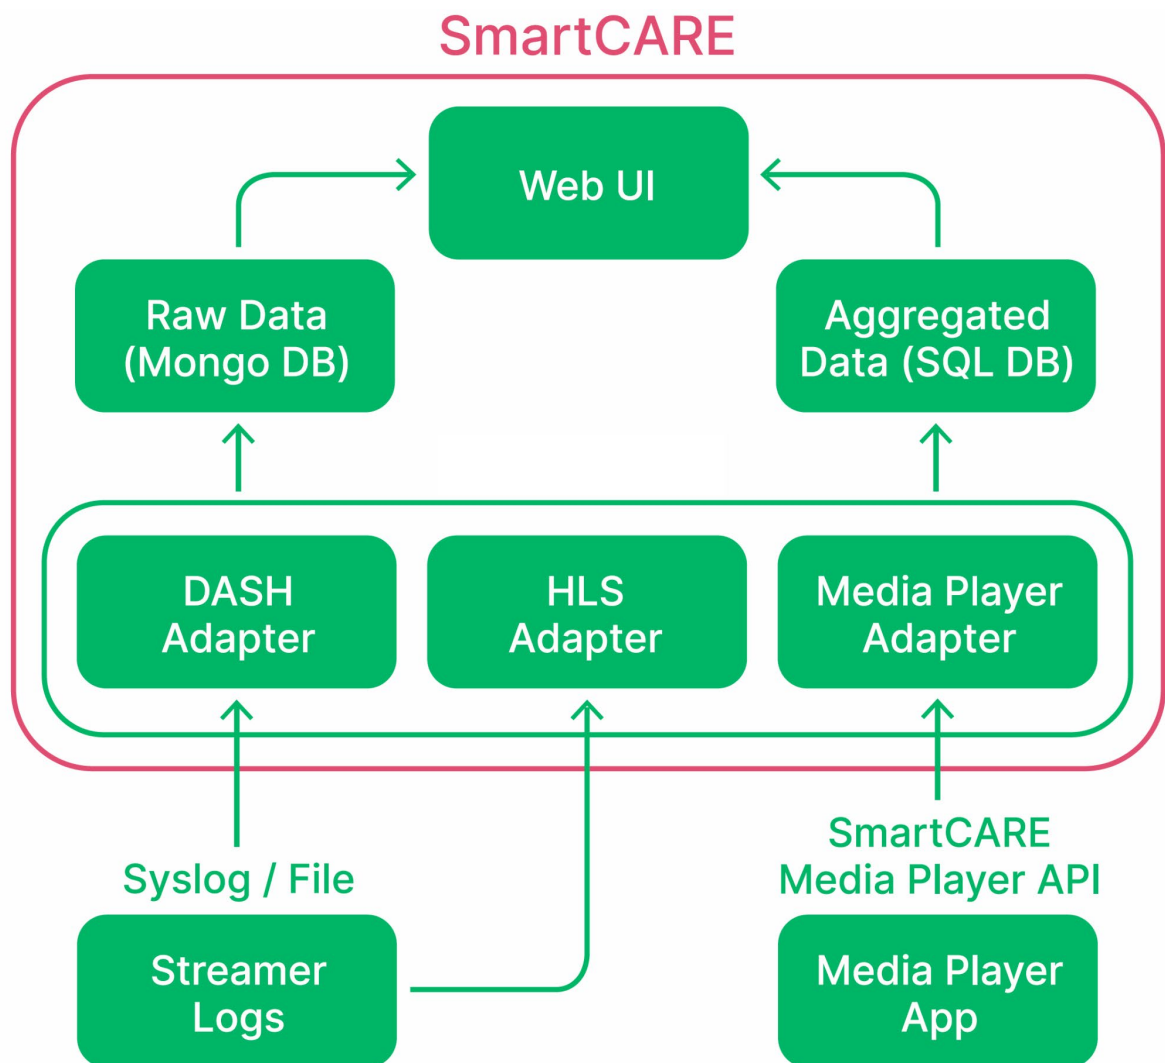 SmartCARE
Web UI
Raw Data
(Mongo DB)
Aggregated
Data (SQL DB)
DASH
Adapter
HLS
Adapter
Media Player
Adapter
Syslog / File
SmartCARE
Media Player API
Streamer
Logs
Media Player
App